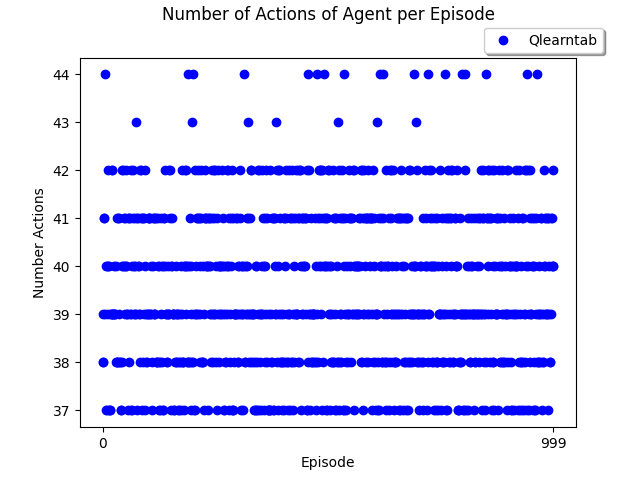 Number of Actions of Agent per Episode
Qlearntab
44
43
42
41
40
39
38
37
Number Actions
0
999
Episode